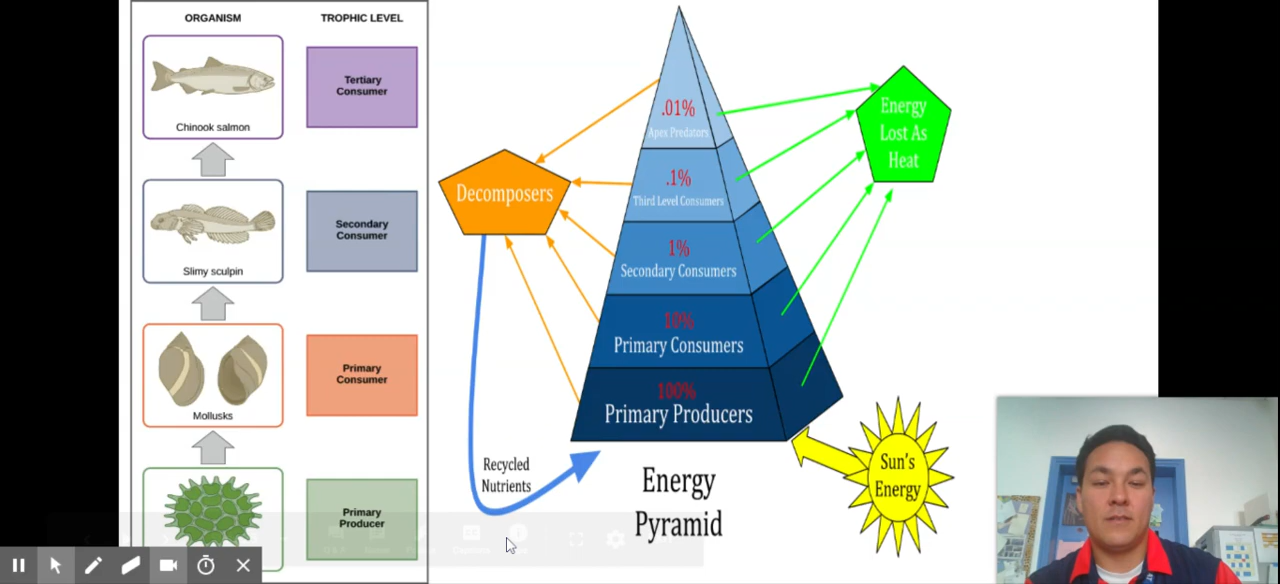 ORGANISM
TROPHIC LEVEL
Chinook salmon
Tertiary
Consumer
Slimy sculpin
Secondary
Consumer
Mollusks
Primary
Consumer
Primary
Producer
Decomposers
Recycled
Nutrients
.01%
Apex Predators
.1%
Third Level Consumers
1%
Secondary Consumers
10%
Primary Consumers
100%
Primary Producers
Energy
Pyramid
Energy
Lost As
Heat
Sun's
Energy